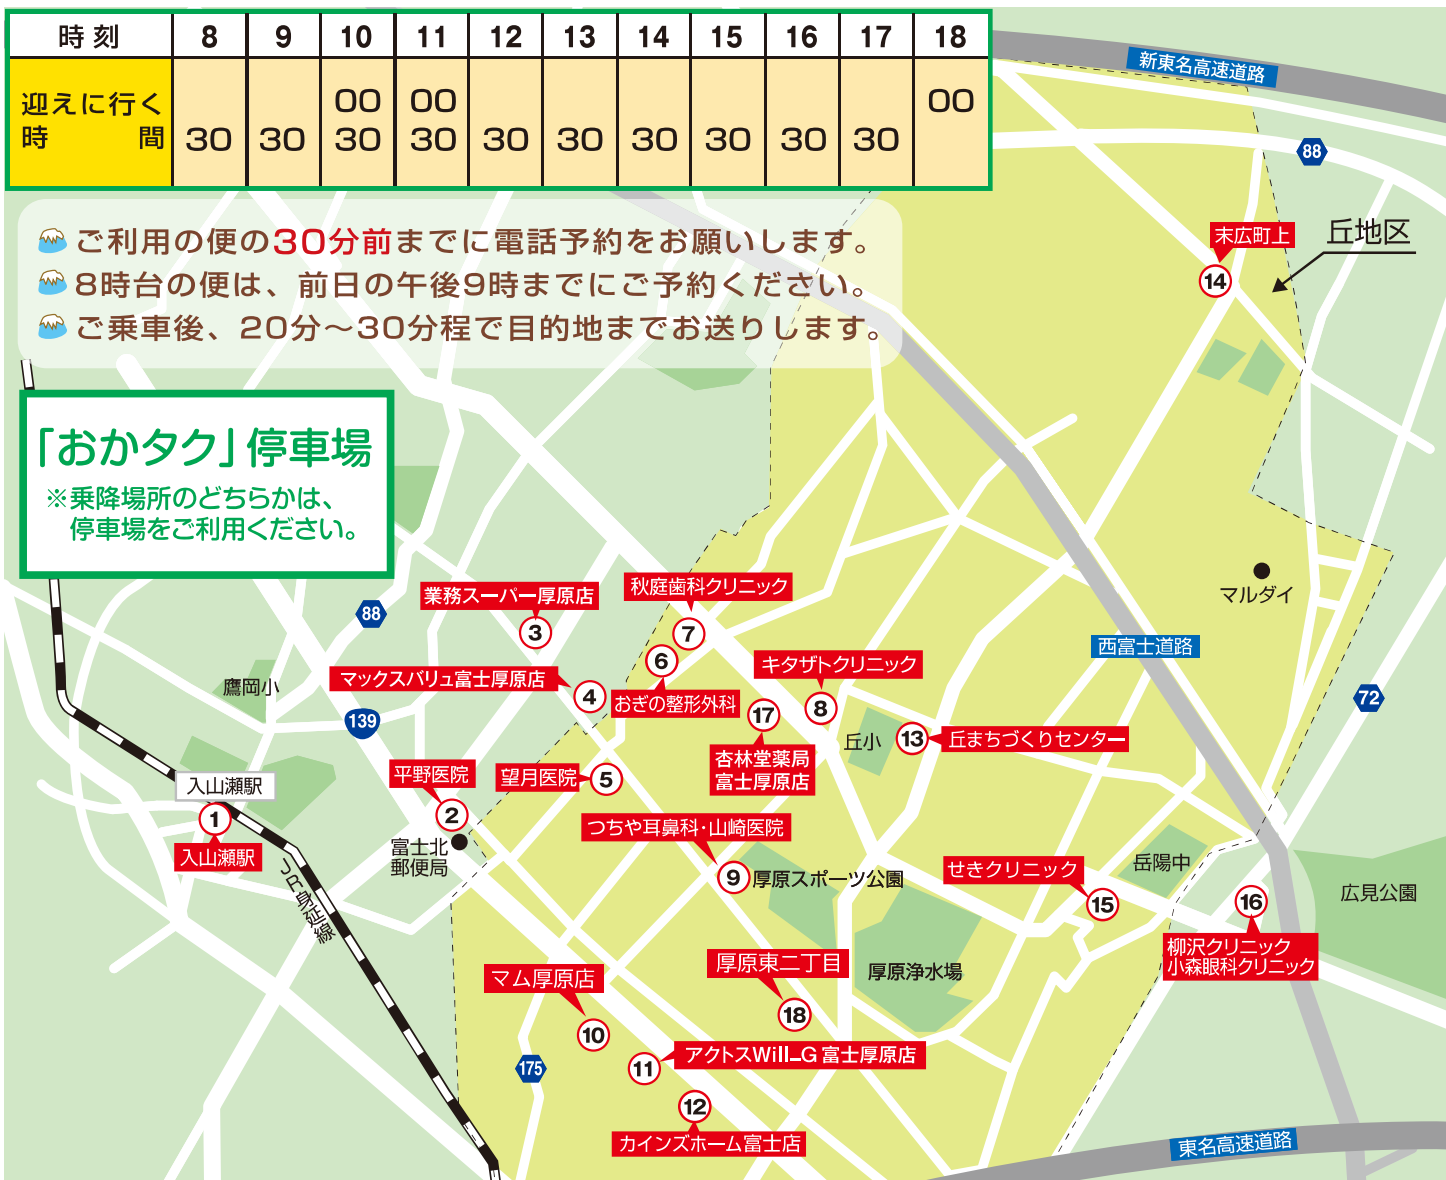 時刻 8 9 10 11 12 13 14 15 16 17 18
迎えに行く 00 00 00
時間 30 30 30 30 30 30 30 30 30 30
ご利用の便の30分前までに電話予約をお願いします。
8時台の便は、前日の午後9時までにご予約ください。
ご乗車後、20分～30分程で目的地までお送りします。
「おかタク」停車場
※乗降場所のどちらかは、
停車場をご利用ください。
新東名高速道路
88
丘地区
末広町上
14
マルダイ
西富士道路
72
業務スーパー厚原店
3
秋庭歯科クリニック
7
88
マックスバリュ富士厚原店
4
6
おぎの整形外科
キタザトクリニック
8
鷹岡小
139
17
杏林堂薬局
富士厚原店
丘小
13
丘まちづくりセンター
入山瀬駅
1
入山瀬駅
平野医院
2
望月医院
5
富士北
郵便局
JR身延線
つちや耳鼻科・山崎医院
9
厚原スポーツ公園
せきクリニック
15
岳陽中
広見公園
16
柳沢クリニック
小森眼科クリニック
マム厚原店
10
厚原東二丁目
18
厚原浄水場
175
11
アクトスWill_G 富士厚原店
12
カインズホーム富士店
東名高速道路